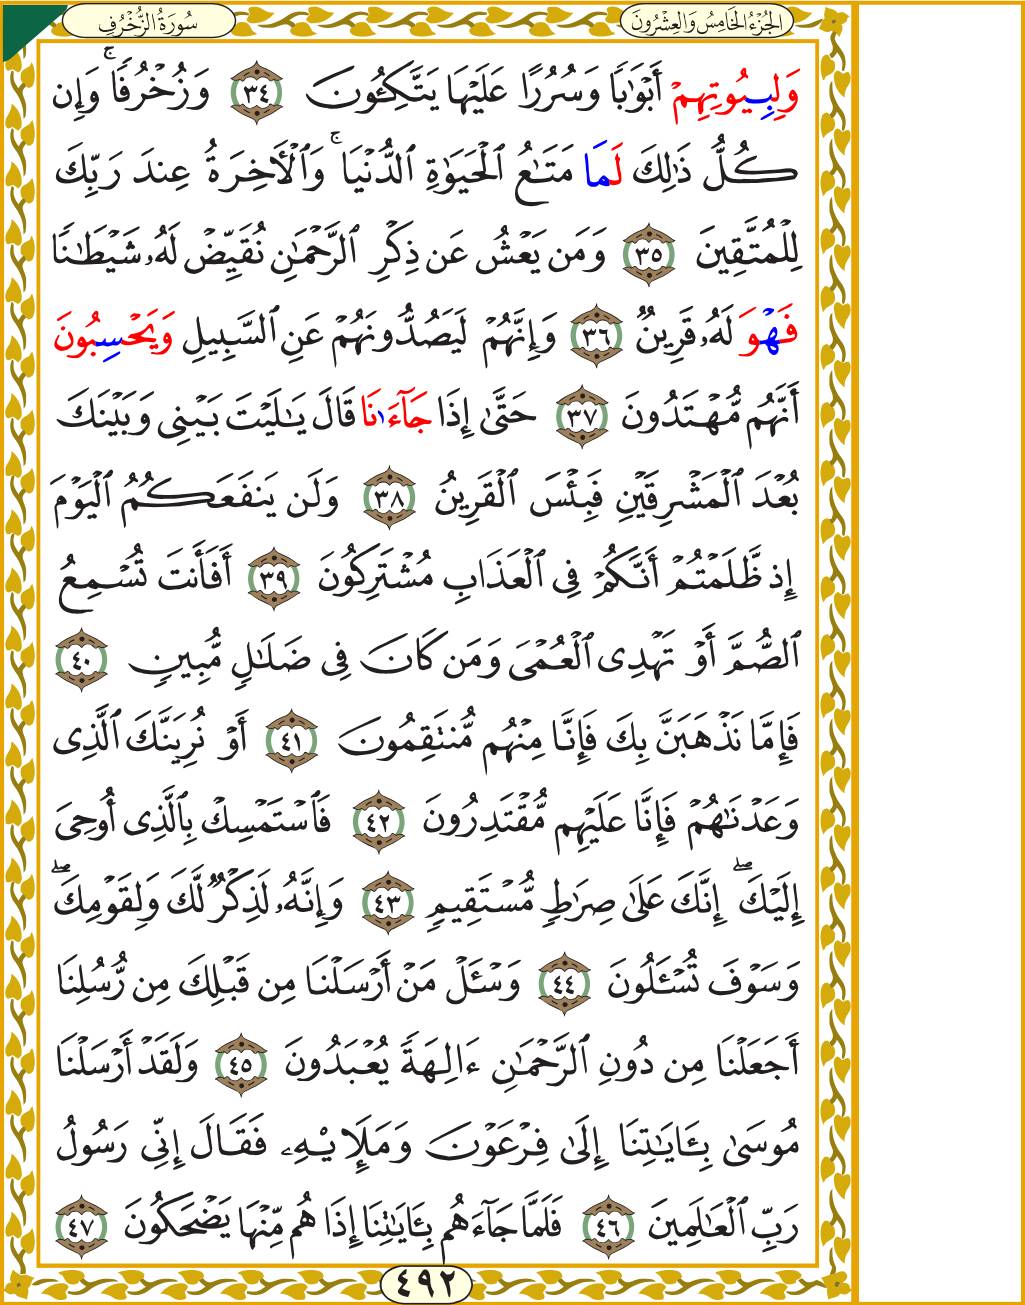 سُورَةُ الزُّخْرُفِ
الجُزْءُ الخَامِسُ وَالعِشْرُونَ
وَلِبِيُوتِهِمْ أَبْوَٰبًا وَسُرُرًا عَلَيْهَا يَتَّكِـُٔونَ ٣٤ وَزُخْرُفًا ۚ وَإِن
كُلُّ ذَٰلِكَ لَمَا مَتَـٰعُ ٱلْحَيَوٰةِ ٱلدُّنْيَا ۚ وَٱلْـَٔاخِرَةُ عِندَ رَبِّكَ
لِلْمُتَّقِينَ ٣٥ وَمَن يَعْشُ عَن ذِكْرِ ٱلرَّحْمَـٰنِ نُقَيِّضْ لَهُۥ شَيْطَـٰنًا
فَهْوَ لَهُۥ قَرِينٌ ٣٦ وَإِنَّهُمْ لَيَصُدُّونَهُمْ عَنِ ٱلسَّبِيلِ وَيَحْسِبُونَ
أَنَّهُم مُّهْتَدُونَ ٣٧ حَتَّىٰ إِذَا جَآءَٰنَا قَالَ يَـٰلَيْتَ بَيْنِى وَبَيْنَكَ
بُعْدَ ٱلْمَشْرِقَيْنِ فَبِئْسَ ٱلْقَرِينُ ٣٨ وَلَن يَنفَعَكُمُ ٱلْيَوْمَ
إِذ ظَّلَمْتُمْ أَنَّكُمْ فِى ٱلْعَذَابِ مُشْتَرِكُونَ ٣٩ أَفَأَنتَ تُسْمِعُ
ٱلصُّمَّ أَوْ تَهْدِى ٱلْعُمْىَ وَمَن كَانَ فِى ضَلَـٰلٍ مُّبِينٍ ٤٠
فَإِمَّا نَذْهَبَنَّ بِكَ فَإِنَّا مِنْهُم مُّنتَقِمُونَ ٤١ أَوْ نُرِيَنَّكَ ٱلَّذِى
وَعَدْنَـٰهُمْ فَإِنَّا عَلَيْهِم مُّقْتَدِرُونَ ٤٢ فَٱسْتَمْسِكْ بِٱلَّذِى أُوحِىَ
إِلَيْكَ ۖ إِنَّكَ عَلَىٰ صِرَٰطٍ مُّسْتَقِيمٍ ٤٣ وَإِنَّهُۥ لَذِكْرٌ لَّكَ وَلِقَوْمِكَ ۖ
وَسَوْفَ تُسْـَٔلُونَ ٤٤ وَسْـَٔلْ مَنْ أَرْسَلْنَا مِن قَبْلِكَ مِن رُّسُلِنَا
أَجَعَلْنَا مِن دُونِ ٱلرَّحْمَـٰنِ ءَالِهَةً يُعْبَدُونَ ٤٥ وَلَقَدْ أَرْسَلْنَا
مُوسَىٰ بِـَٔايَـٰتِنَا إِلَىٰ فِرْعَوْنَ وَمَلَإِي۟هِۦ فَقَالَ إِنِّى رَسُولُ
رَبِّ ٱلْعَـٰلَمِينَ ٤٦ فَلَمَّا جَآءَهُم بِـَٔايَـٰتِنَا إِذَا هُم مِّنْهَا يَضْحَكُونَ ٤٧
٤٩٢